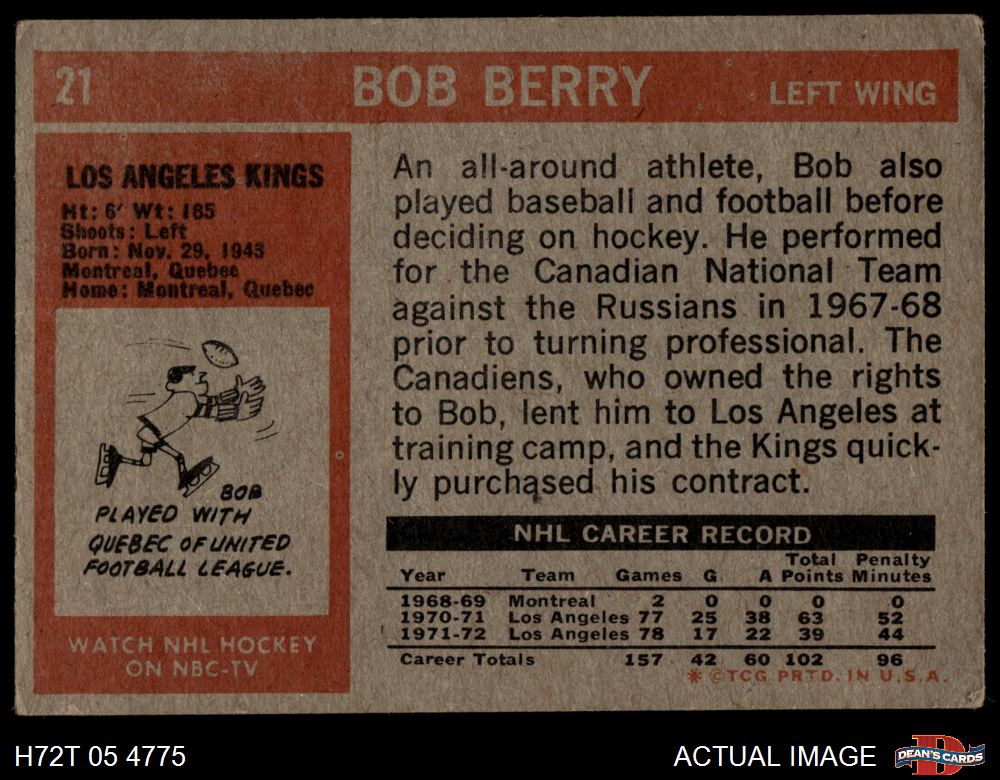 21 BOB BERRY LEFT WING
LOS ANGELES KINGS
Ht: 6' Wt: 185
Shoots: Left
Born: Nov. 29, 1943
Montreal, Quebec
Home: Montreal, Quebec
BOB
PLAYED WITH
QUEBEC OF UNITED
FOOTBALL LEAGUE.
WATCH NHL HOCKEY
ON NBC-TV
An all-around athlete, Bob also
played baseball and football before
deciding on hockey. He performed
for the Canadian National Team
against the Russians in 1967-68
prior to turning professional. The
Canadiens, who owned the rights
to Bob, lent him to Los Angeles at
training camp, and the Kings quick-
ly purchased his contract.
NHL CAREER RECORD
Total Penalty
Year Team Games G A Points Minutes
1968-69 Montreal 2 0 0 0 0
1970-71 Los Angeles 77 25 38 63 52
1971-72 Los Angeles 78 17 22 39 44
Career Totals 157 42 60 102 96
* © TCG PRTD. IN U.S.A.
H72T 05 4775 ACTUAL IMAGE DEAN'S CARDS